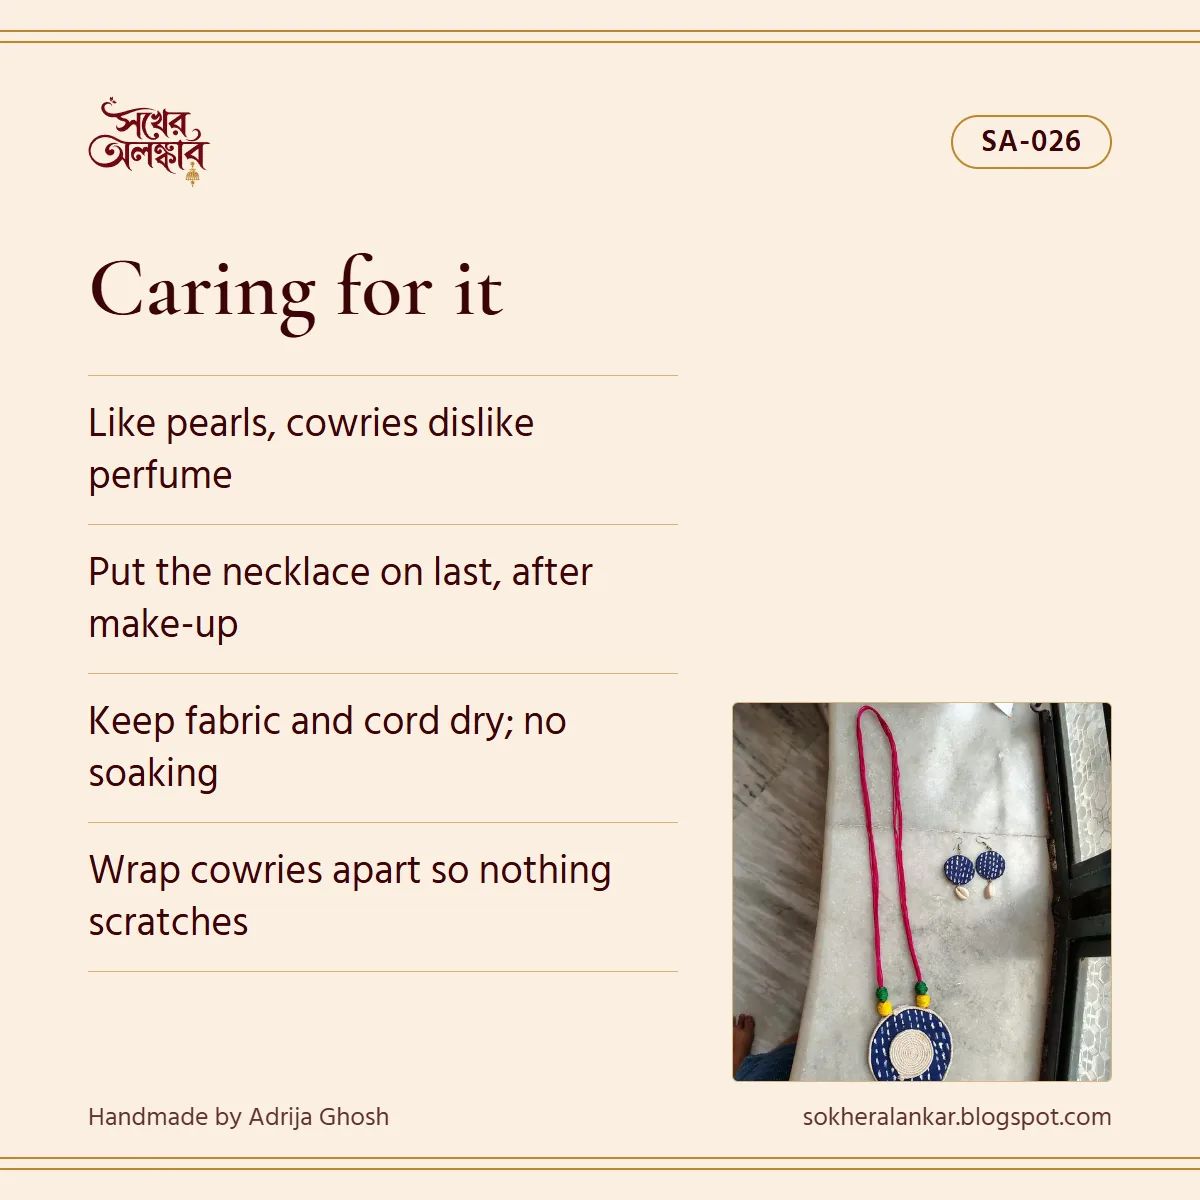 সখের
অলঙ্কার
SA-026
Caring for it
Like pearls, cowries dislike
perfume
Put the necklace on last, after
make-up
Keep fabric and cord dry; no
soaking
Wrap cowries apart so nothing
scratches
Handmade by Adrija Ghosh
sokheralankar.blogspot.com